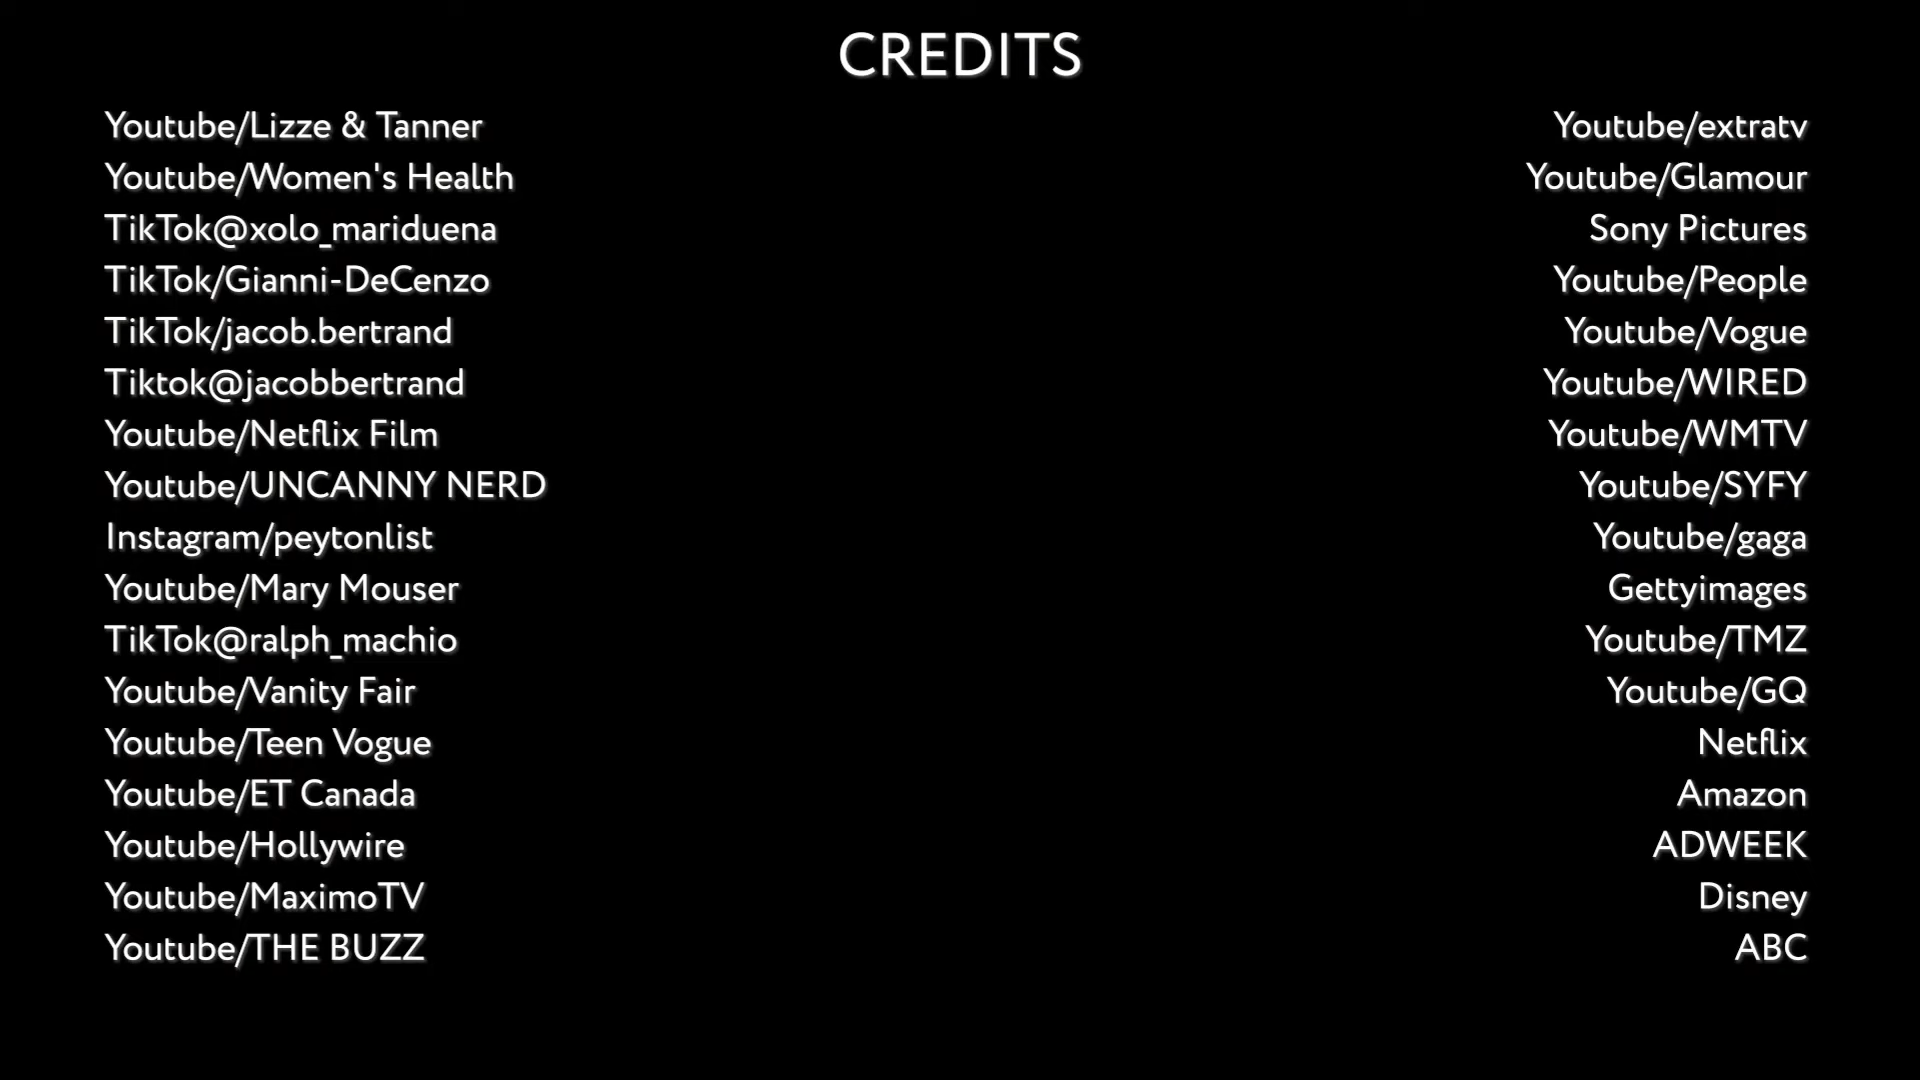 CREDITS
Youtube/Lizze & Tanner
Youtube/Women's Health
TikTok@xolo_mariduena
TikTok/Gianni-DeCenzo
TikTok/jacob.bertrand
Tiktok@jacobbertrand
Youtube/Netflix Film
Youtube/UNCANNY NERD
Instagram/peytonlist
Youtube/Mary Mouser
TikTok@ralph_machio
Youtube/Vanity Fair
Youtube/Teen Vogue
Youtube/ET Canada
Youtube/Hollywire
Youtube/MaximoTV
Youtube/THE BUZZ
Youtube/extratv
Youtube/Glamour
Sony Pictures
Youtube/People
Youtube/Vogue
Youtube/WIRED
Youtube/WMTV
Youtube/SYFY
Youtube/gaga
Gettyimages
Youtube/TMZ
Youtube/GQ
Netflix
Amazon
ADWEEK
Disney
ABC